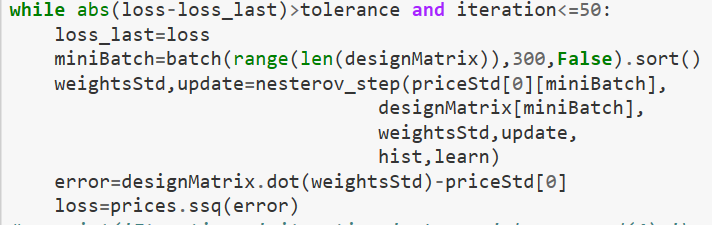 while abs(loss-loss_last)>tolerance and iteration<=50:
    loss_last=loss
    miniBatch=batch(range(len(designMatrix)),300,False).sort()
    weightsStd,update=nesterov_step(priceStd[0][miniBatch],
                                    designMatrix[miniBatch],
                                    weightsStd,update,
                                    hist,learn)
    error=designMatrix.dot(weightsStd)-priceStd[0]
    loss=prices.ssq(error)